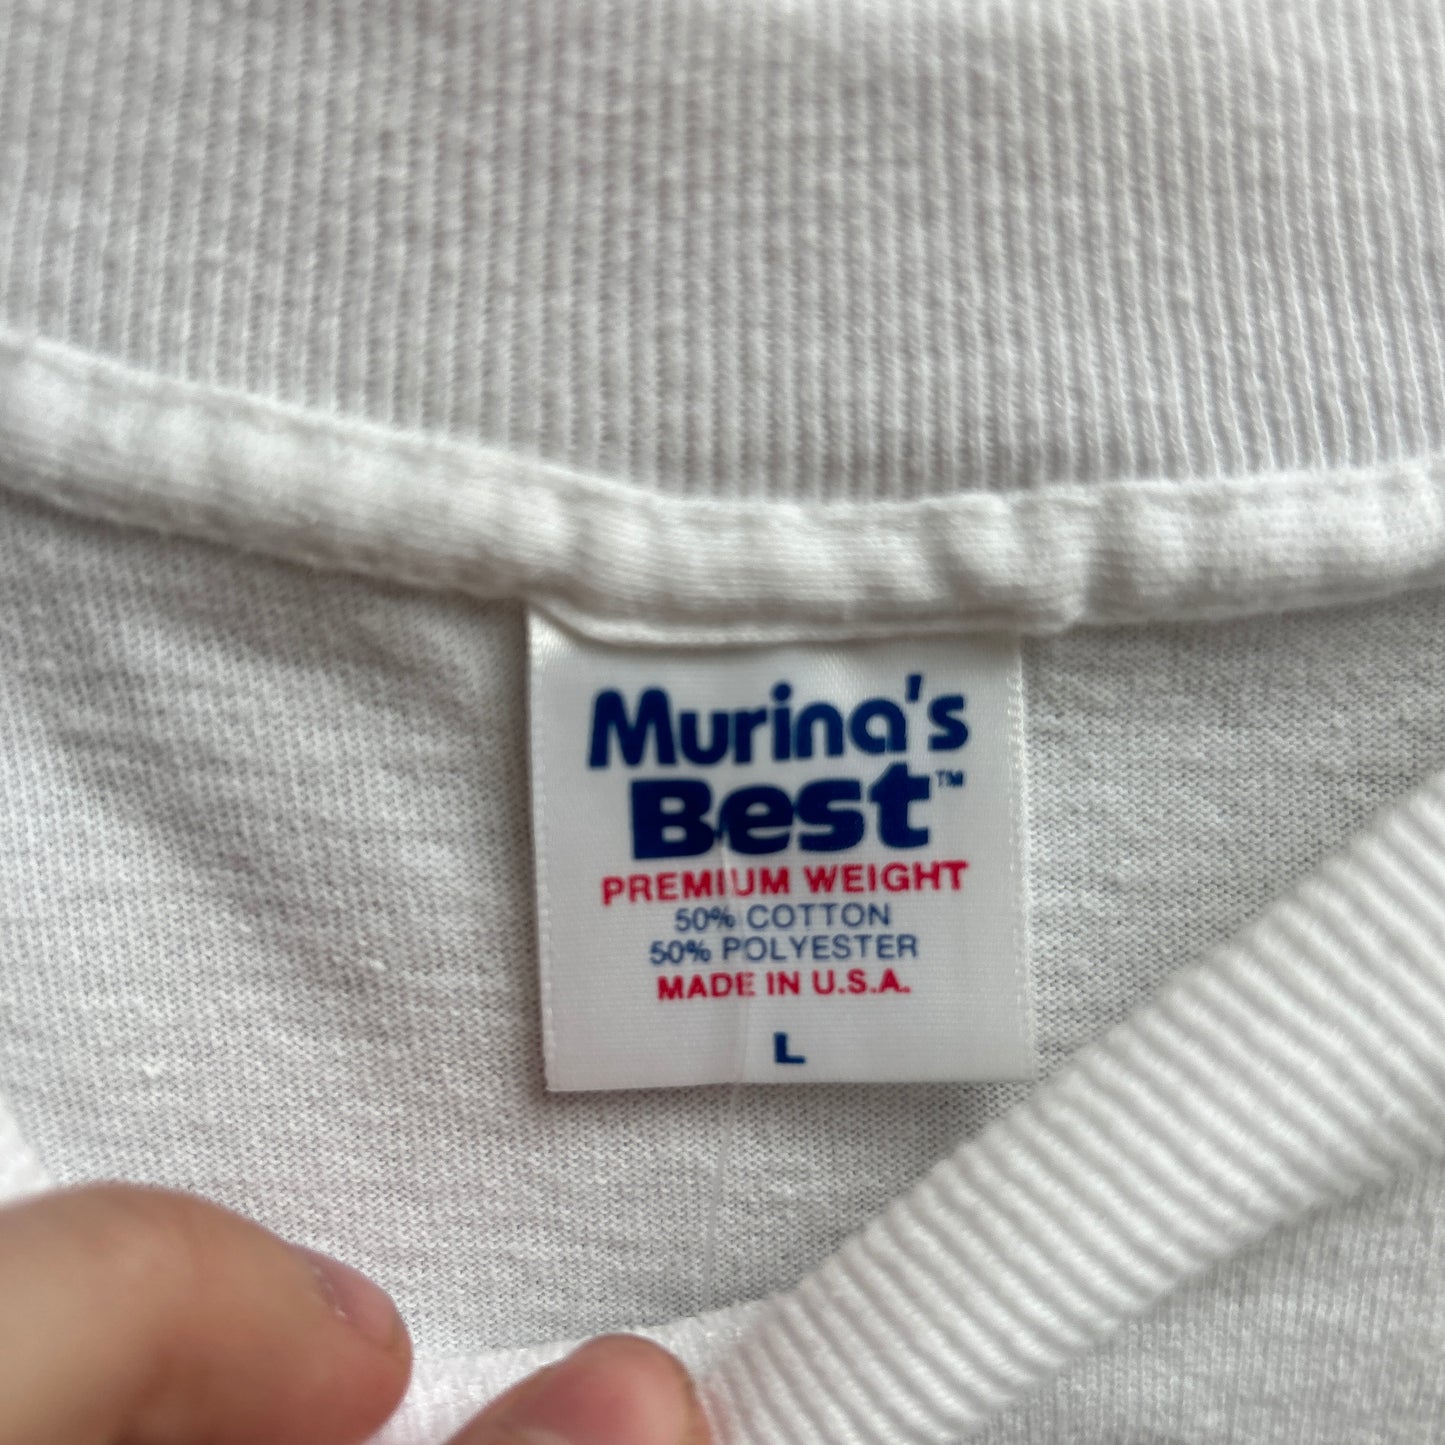 Murina's
Best™
PREMIUM WEIGHT
50% COTTON
50% POLYESTER
MADE IN U.S.A.
L